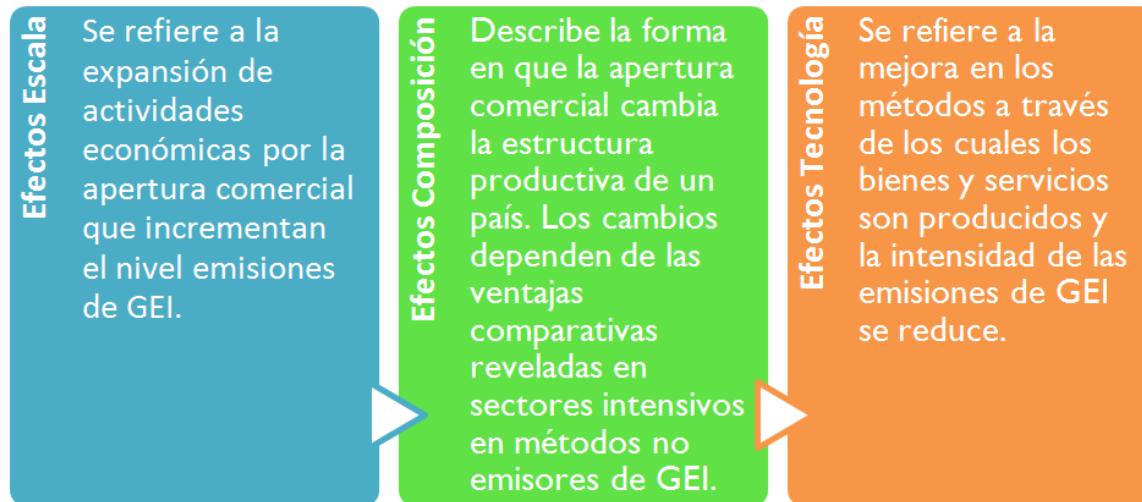 Efectos Escala
Se refiere a la
expansión de
actividades
económicas por la
apertura comercial
que incrementan
el nivel emisiones
de GEI.
Efectos Composición
Describe la forma
en que la apertura
comercial cambia
la estructura
productiva de un
país. Los cambios
dependen de las
ventajas
comparativas
reveladas en
sectores intensivos
en métodos no
emisores de GEI.
Efectos Tecnología
Se refiere a la
mejora en los
métodos a través
de los cuales los
bienes y servicios
son producidos y
la intensidad de las
emisiones de GEI
se reduce.